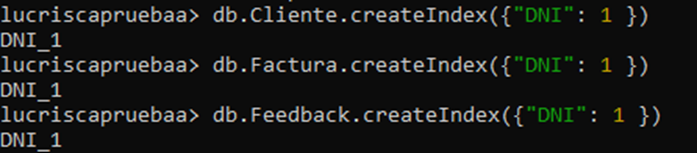 lucriscapruebaa> db.Cliente.createIndex({"DNI": 1 })
DNI_1
lucriscapruebaa> db.Factura.createIndex({"DNI": 1 })
DNI_1
lucriscapruebaa> db.Feedback.createIndex({"DNI": 1 })
DNI_1